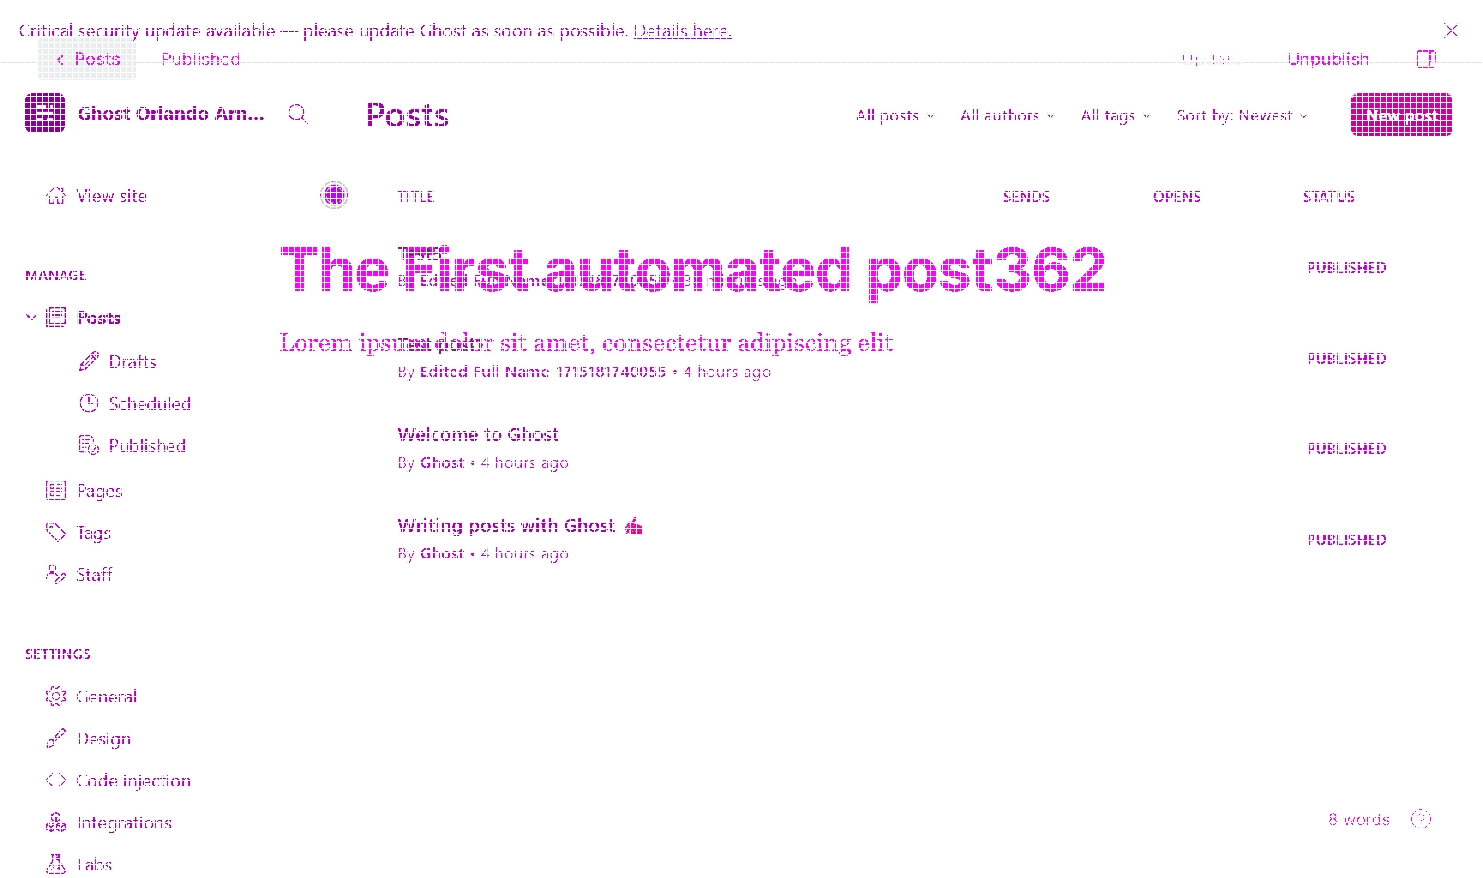 Critical security update available — please update Ghost as soon as possible. Details here.
Posts Published Unpublish
Ghost Orlando Arn... Posts All posts All authors All tags Sort by: Newest New post
View site TITLE SENDS OPENS STATUS
The First automated post362
MANAGE PUBLISHED
Posts
Lorem ipsum dolor sit amet, consectetur adipiscing elit
Drafts PUBLISHED
By Edited Full Name 1715181740055 • 4 hours ago
Scheduled
Welcome to Ghost
Published PUBLISHED
By Ghost • 4 hours ago
Pages
Writing posts with Ghost
Tags PUBLISHED
By Ghost • 4 hours ago
Staff
SETTINGS
General
Design
Code injection
Integrations
8 words
Labs